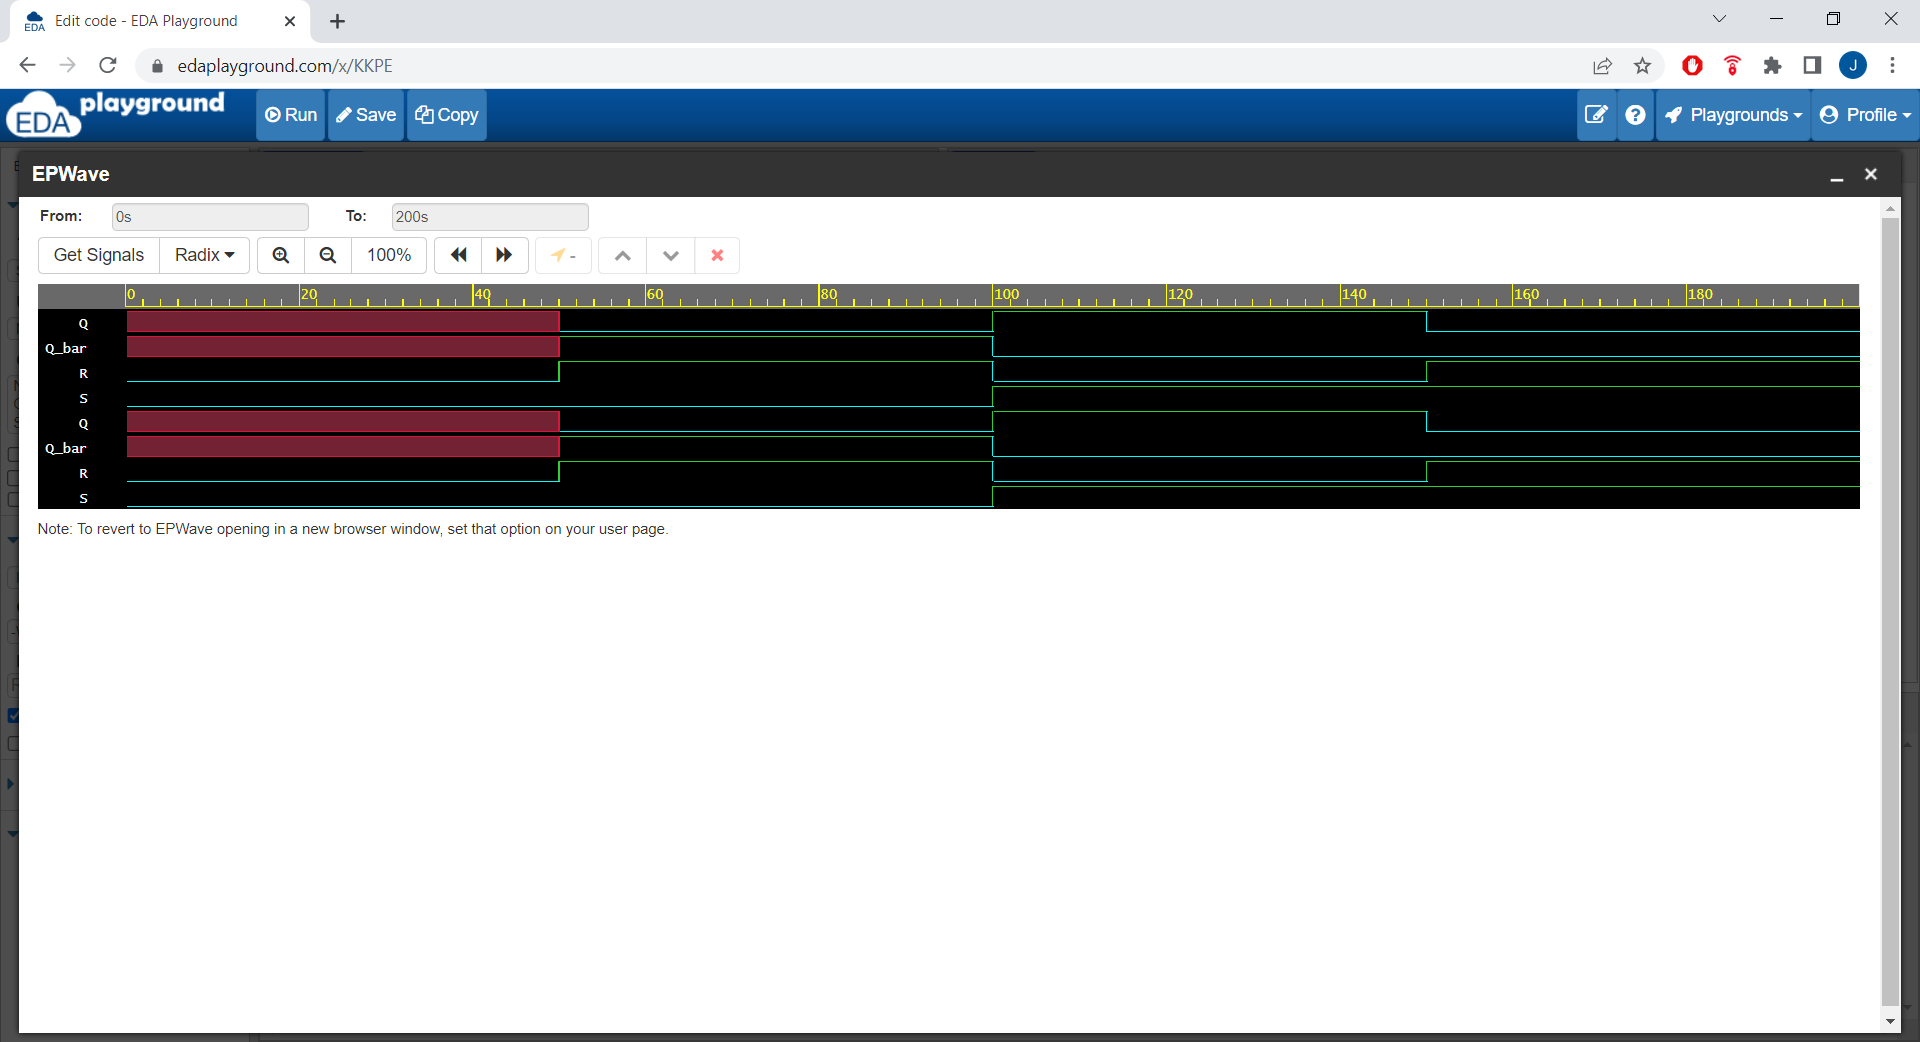 Edit code - EDA Playground
edaplayground.com/x/KKPE
J
EDA playground
Run
Save
Copy
Playgrounds
Profile
EPWave
From: 0s To: 200s
Get Signals Radix 100% -
0 20 40 60 80 100 120 140 160 180
Q
Q_bar
R
S
Q
Q_bar
R
S
Note: To revert to EPWave opening in a new browser window, set that option on your user page.